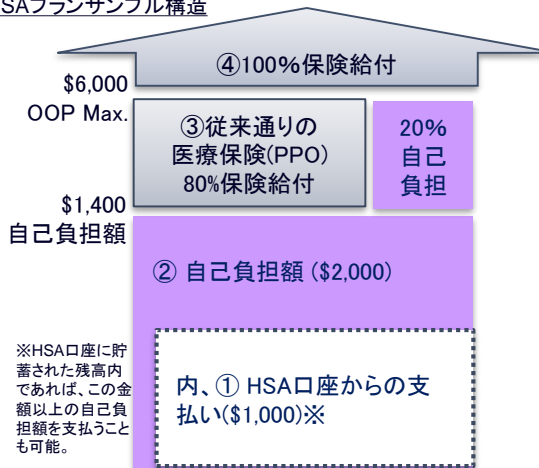 SAプランサンプル構造
④100%保険給付
$6,000
OOP Max.
③従来通りの
医療保険(PPO)
80%保険給付
20%
自己
負担
$1,400
自己負担額
② 自己負担額 ($2,000)
※HSA口座に貯
蓄された残高内
であれば、この金
額以上の自己負
担額を支払うこと
も可能。
内、① HSA口座からの支
払い($1,000)※